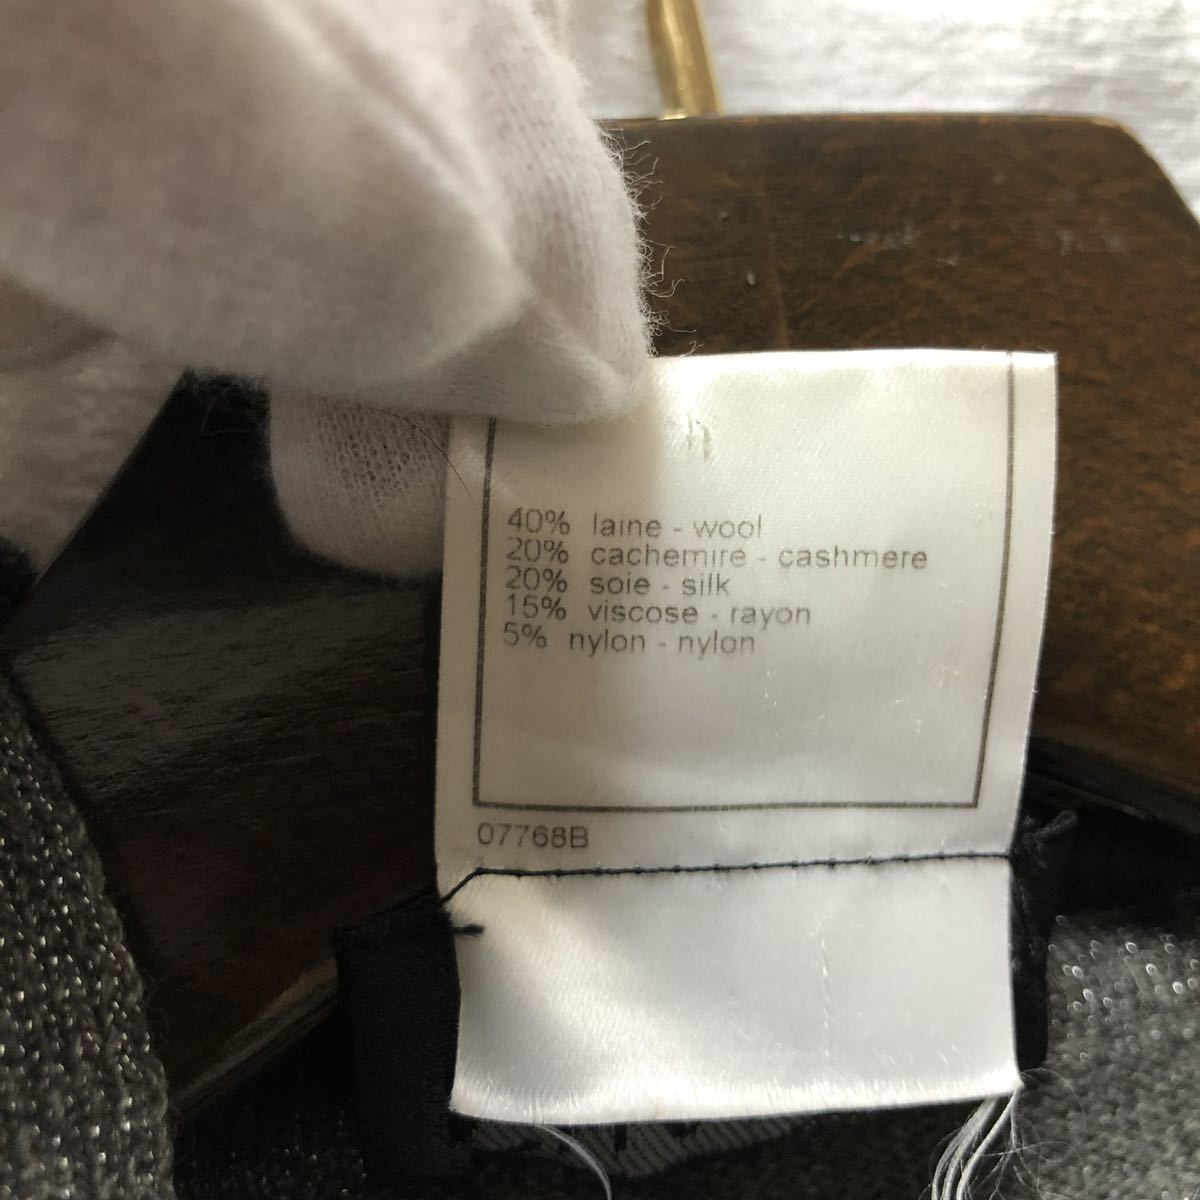 40% laine - wool
20% cachemire - cashmere
20% soie - silk
15% viscose - rayon
5% nylon - nylon
07768B